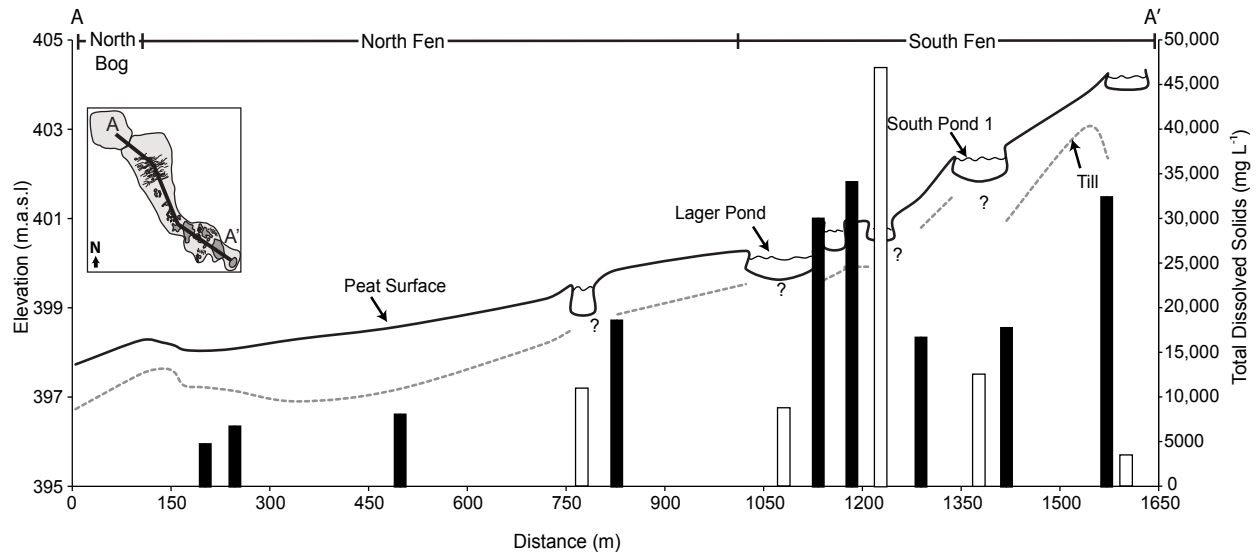 A
A'
North Bog
North Fen
South Fen
405
403
401
399
397
395
Elevation (m.a.s.l)
50,000
45,000
40,000
35,000
30,000
25,000
20,000
15,000
10,000
5000
0
Total Dissolved Solids (mg L-1)
A
A'
N
Peat Surface
Lager Pond
South Pond 1
Till
?
?
?
?
0
150
300
450
600
750
900
1050
1200
1350
1500
1650
Distance (m)